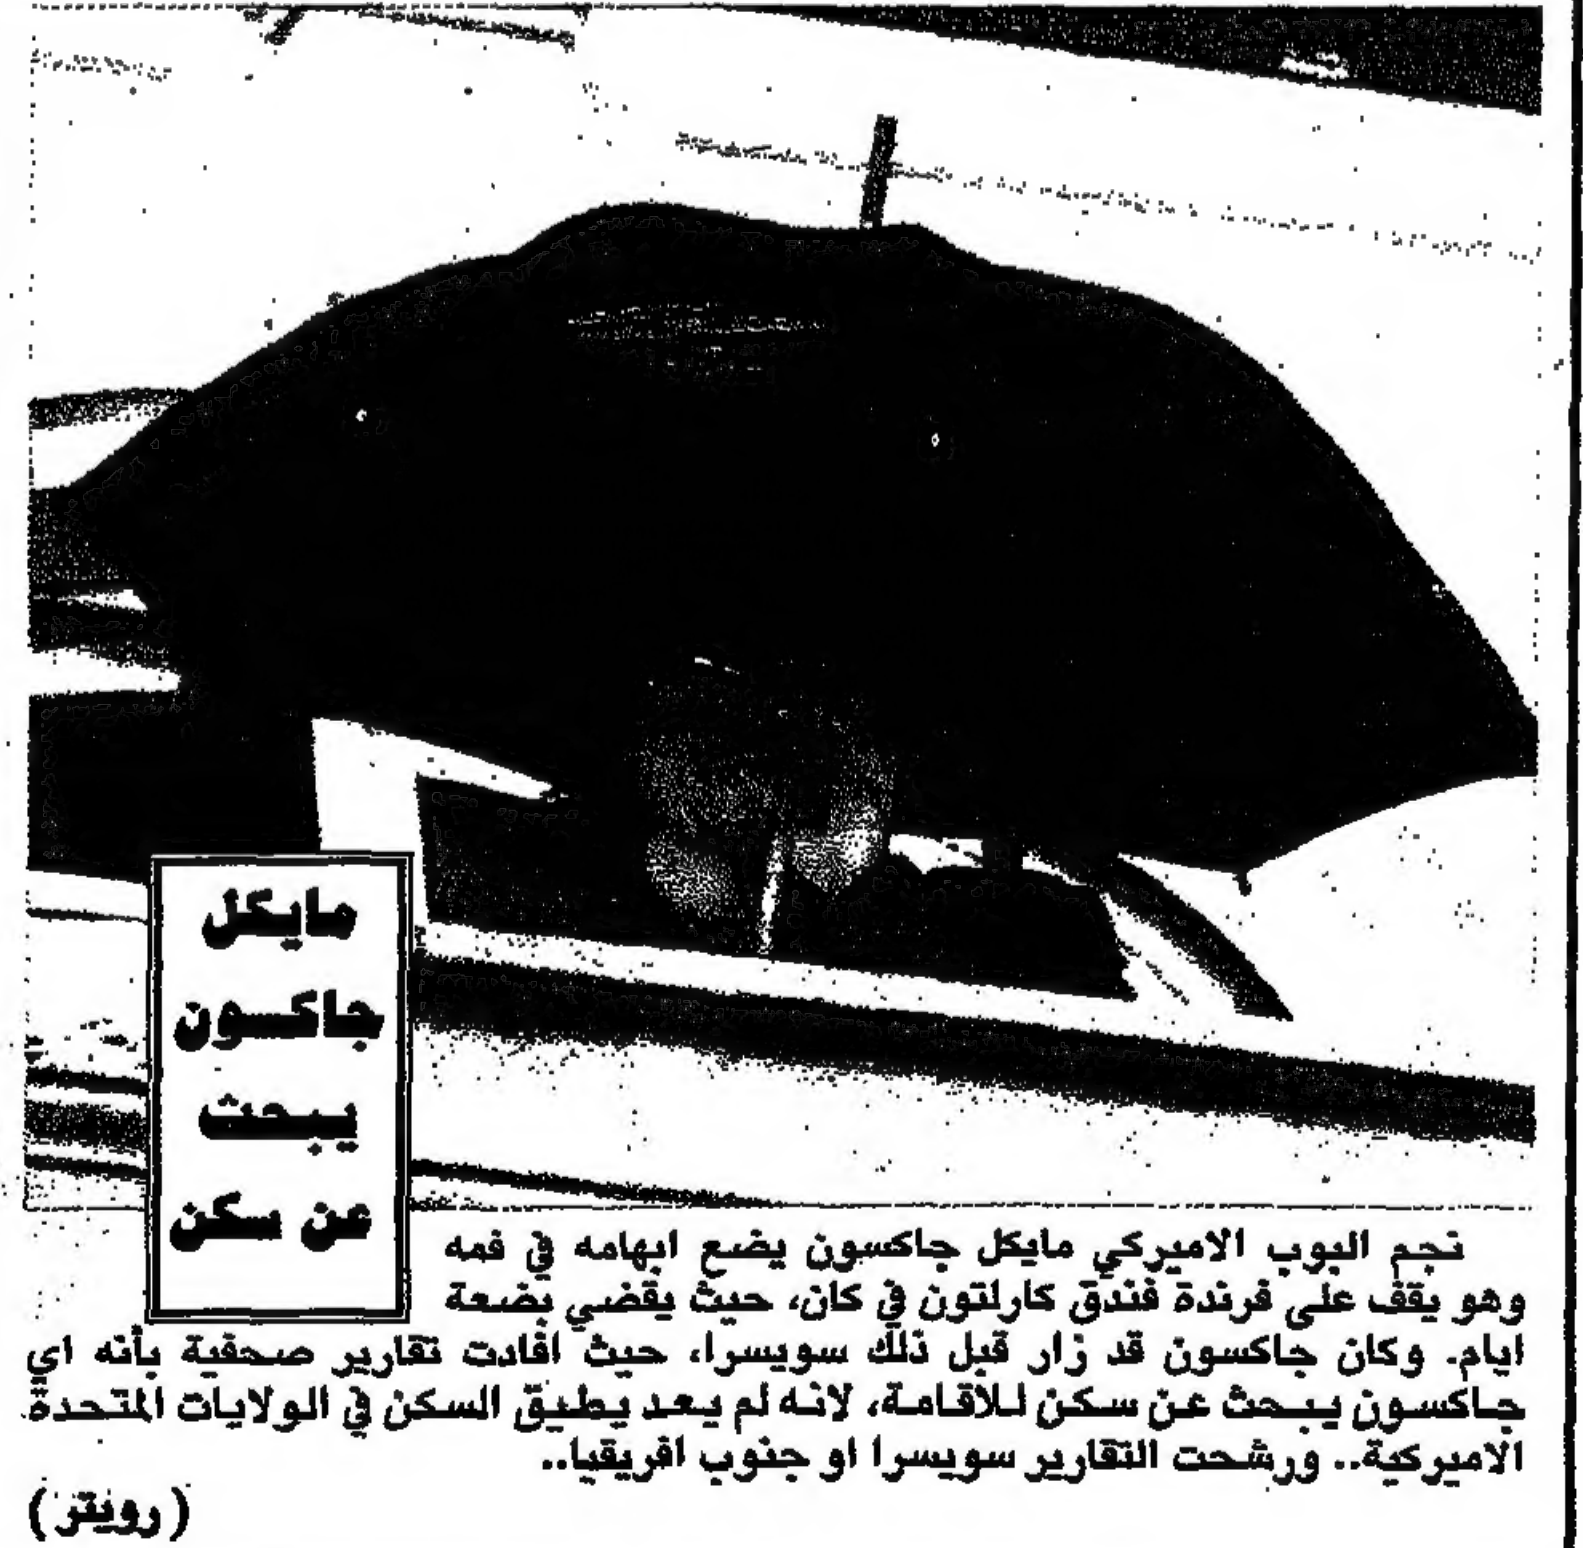 مايكل
جاكسون
يبحث
عن سكن
نجم البوب الاميركي مايكل جاكسون يضع ابهامه في فمه
وهو يقف على فرندة فندق كارلتون في كان، حيث يقضي بضعة
ايام. وكان جاكسون قد زار قبل ذلك سويسرا، حيث افادت تقارير صحفية بأنه اي
جاكسون يبحث عن سكن للاقامة، لانه لم يعد يطيق السكن في الولايات المتحدة
الاميركية.. ورشحت التقارير سويسرا او جنوب افريقيا..
(رويتر)